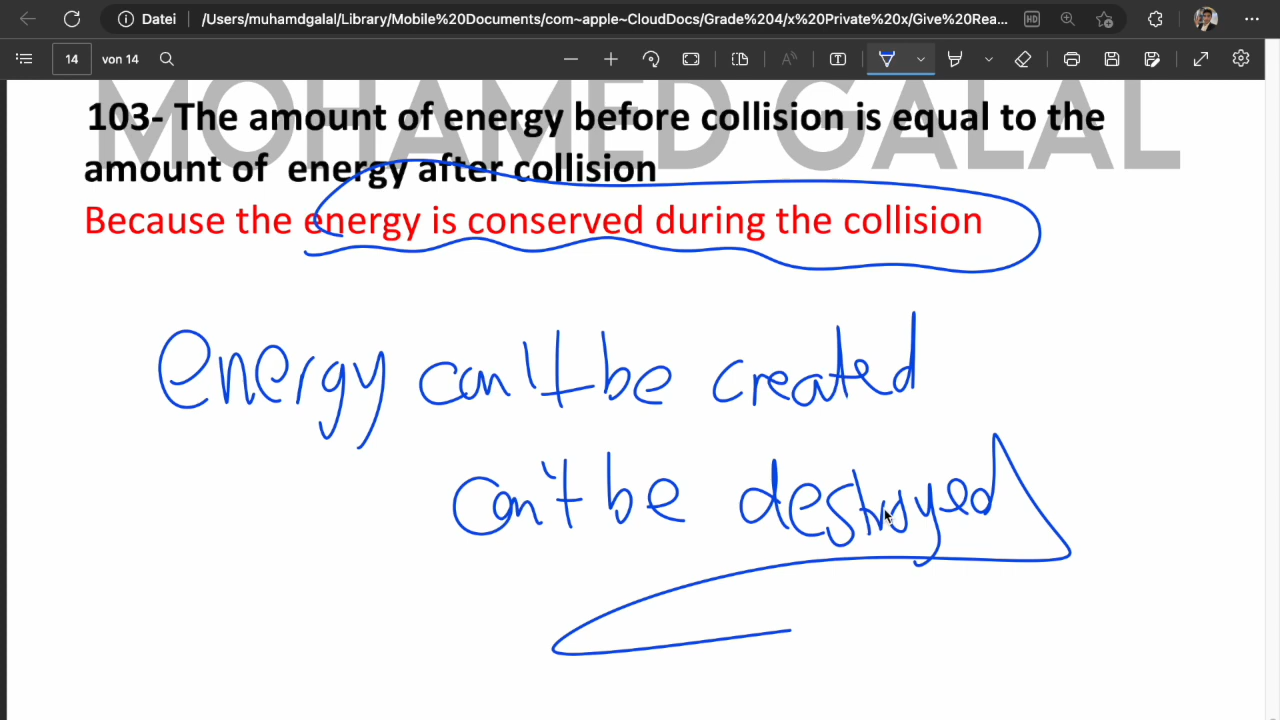 Datei
/Users/muhamdgalal/Library/Mobile%20Documents/com~apple~CloudDocs/Grade%204/x%20Private%20x/Give%20Rea...
HD
14 von 14
MOHAMED GALAL
103- The amount of energy before collision is equal to the
amount of energy after collision
Because the energy is conserved during the collision
energy can't be created
can't be destroyed